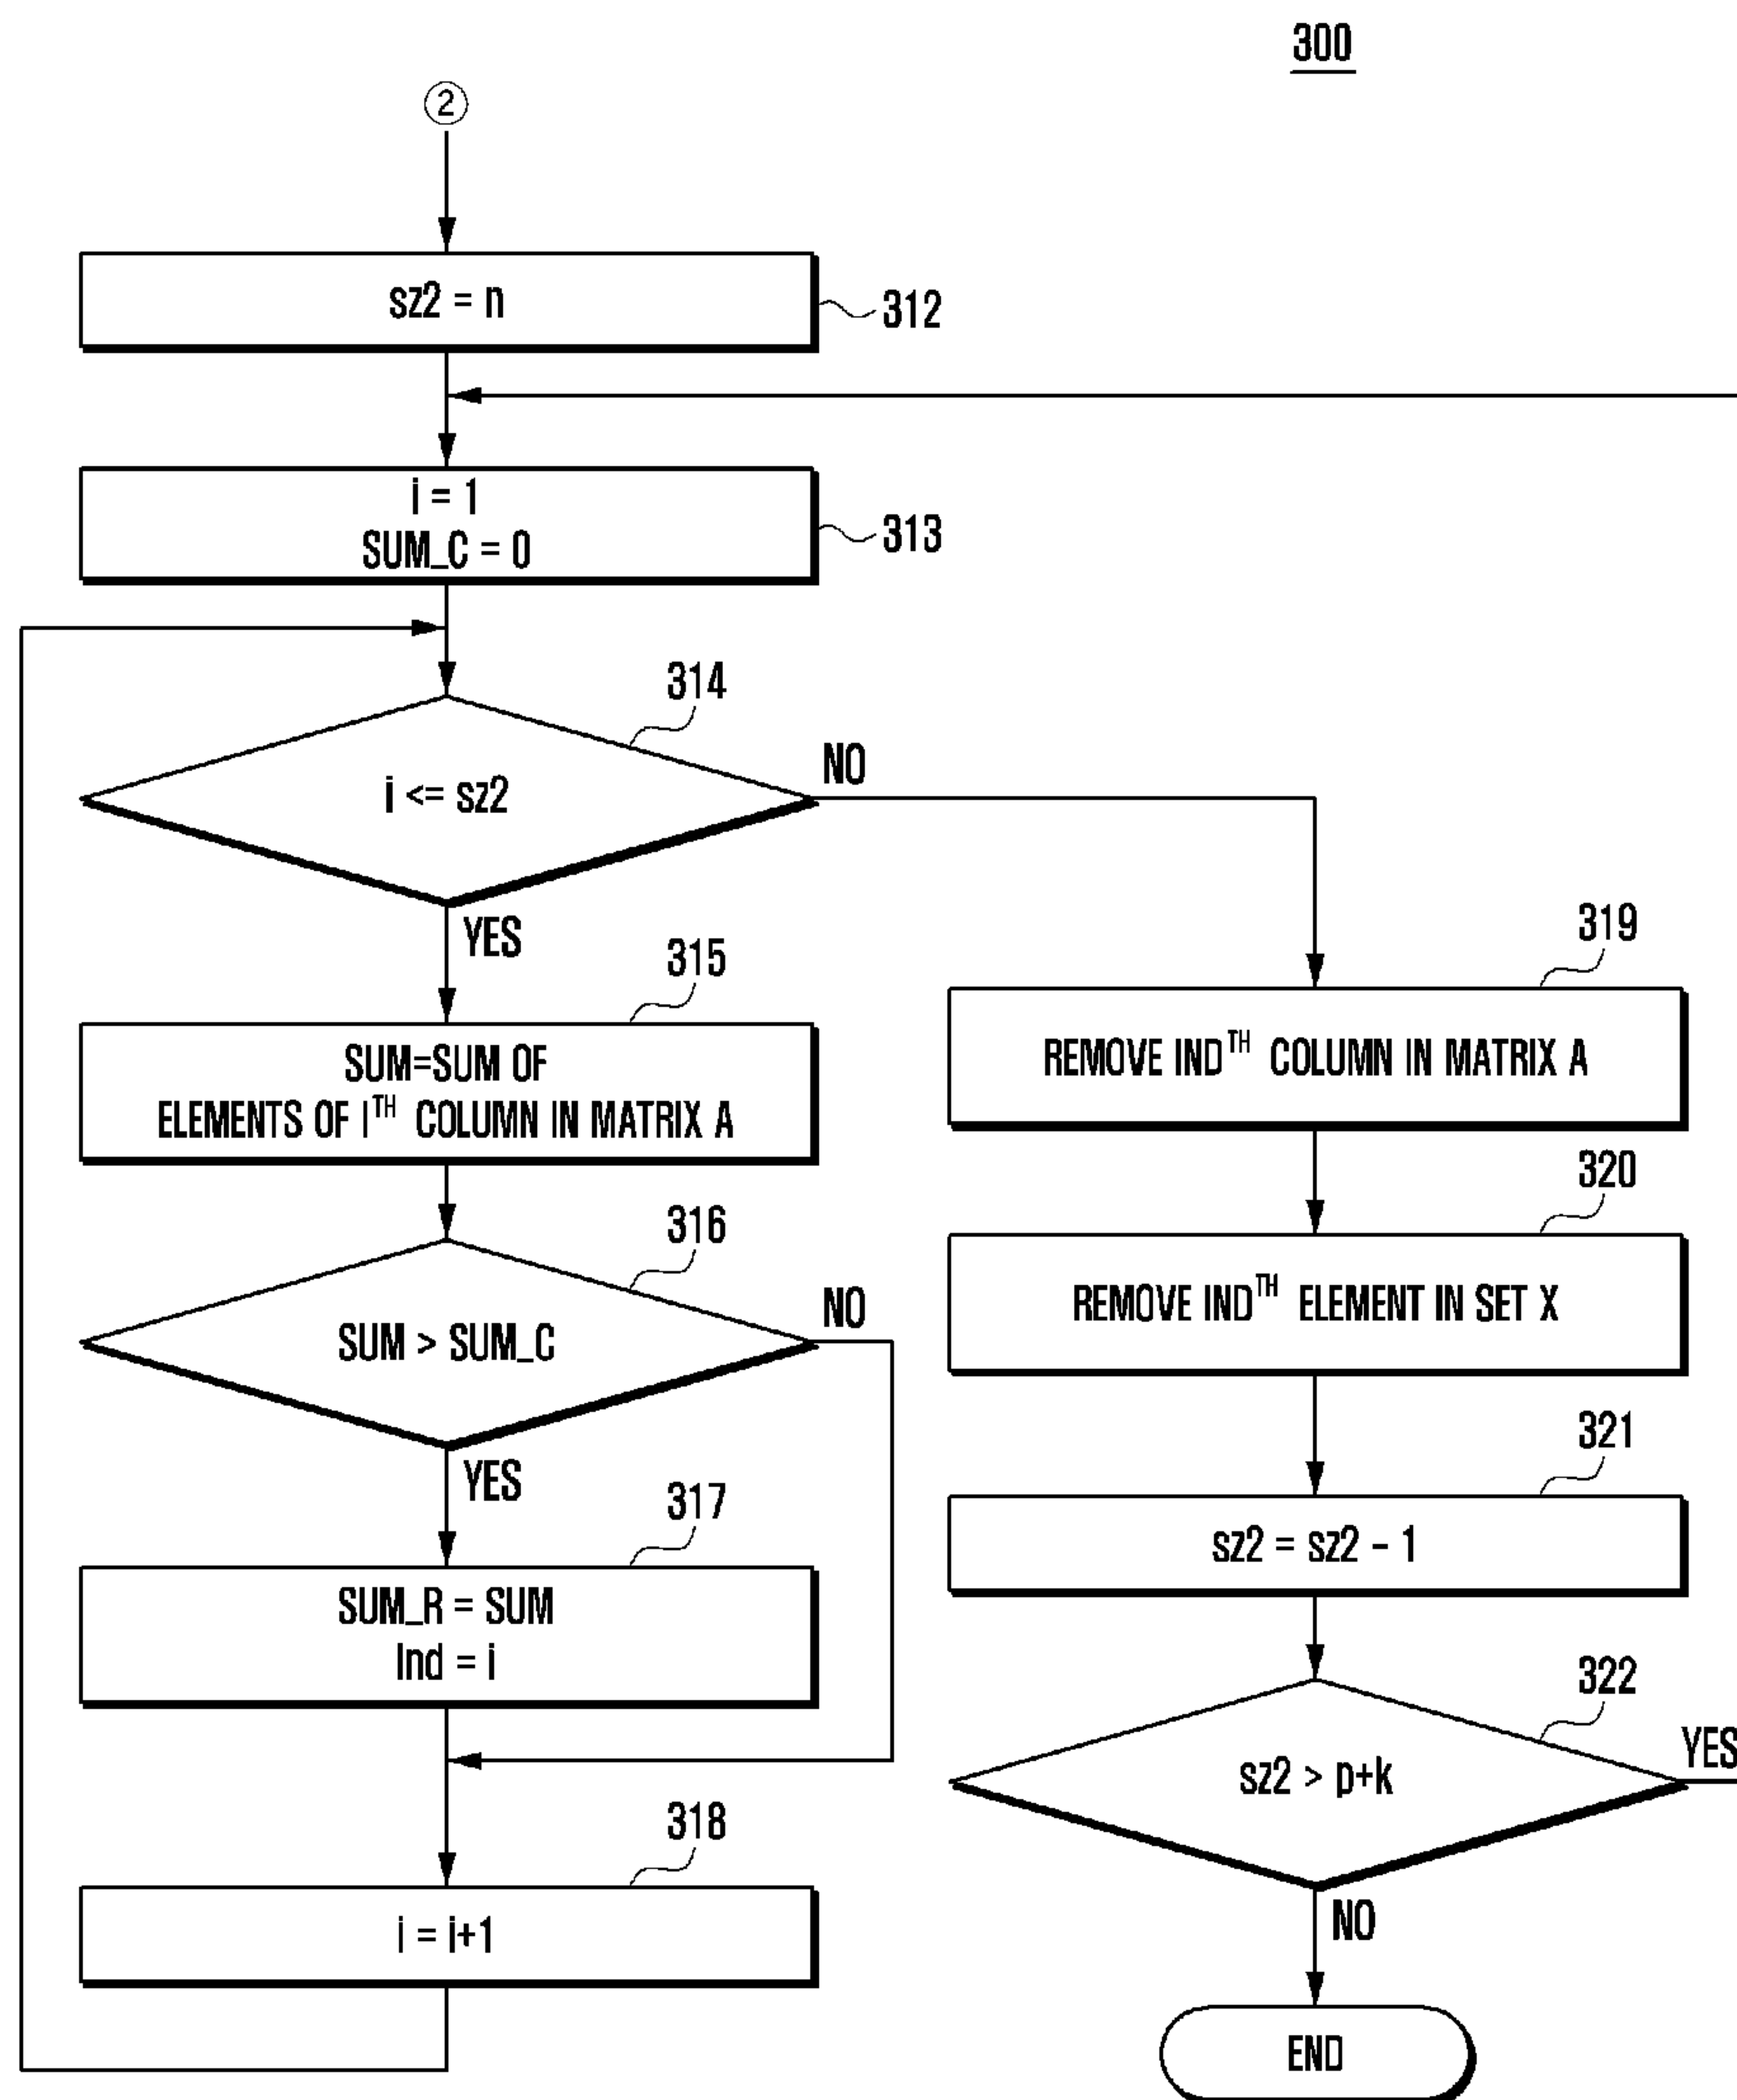 300
2
sz2 = n
312
i = 1
SUM_C = 0
313
314
i <= sz2
NO
YES
315
SUM=SUM OF
ELEMENTS OF I^TH COLUMN IN MATRIX A
316
SUM > SUM_C
NO
YES
317
SUM_R = SUM
Ind = i
318
i = i+1
319
REMOVE IND^TH COLUMN IN MATRIX A
320
REMOVE IND^TH ELEMENT IN SET X
321
sz2 = sz2 - 1
322
sz2 > p+k
YES
NO
END